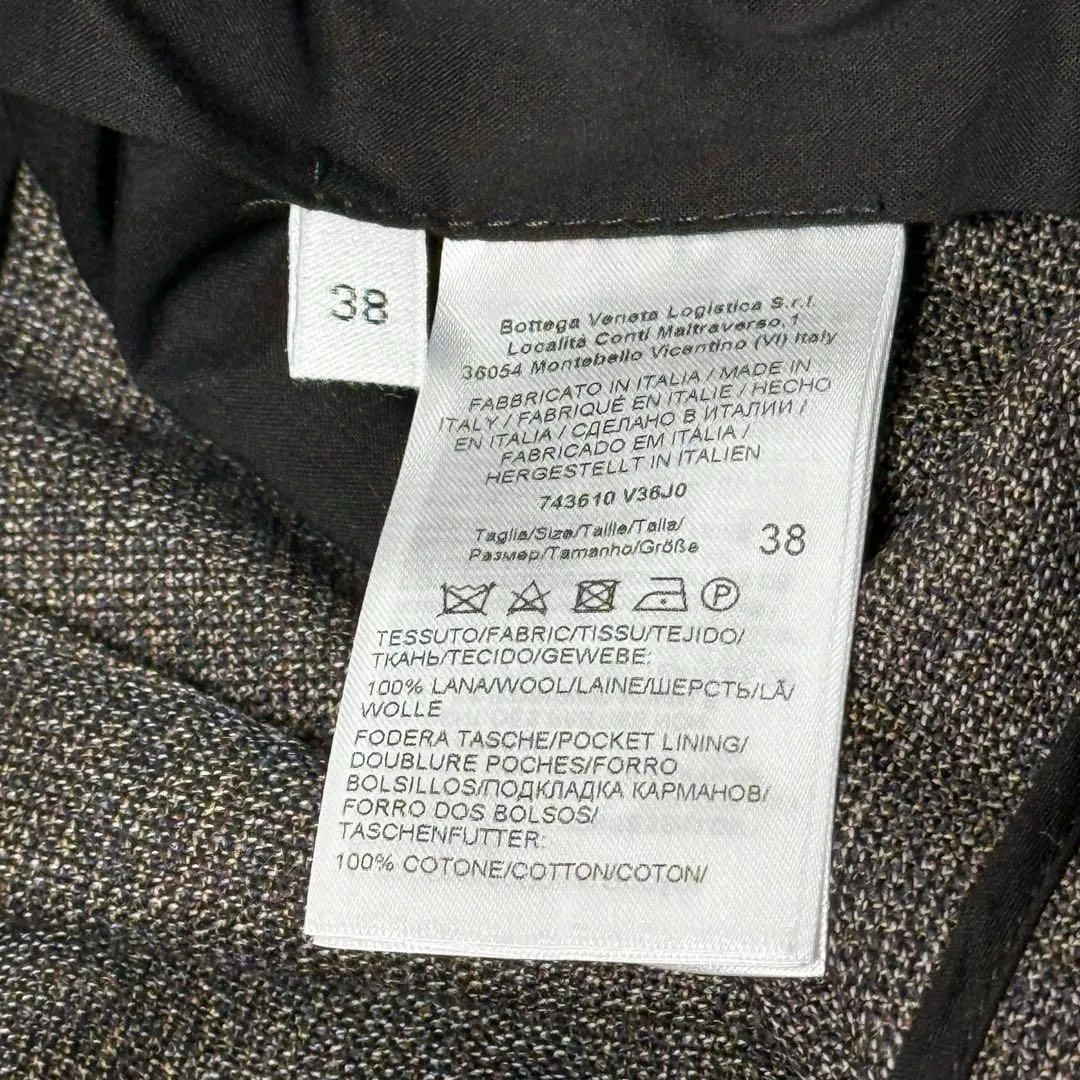 38
Bottega Veneta Logistica S.r.l.
Località Conti Maltraverso, 1
36054 Montebello Vicentino (VI) Italy
FABBRICATO IN ITALIA / MADE IN
ITALY / FABRIQUÉ EN ITALIE / HECHO
EN ITALIA / СДЕЛАНО В ИТАЛИИ /
FABRICADO EM ITÁLIA /
HERGESTELLT IN ITALIEN
743610 V36J0
Taglia/Size/Taille/Talla/
Размер/Tamanho/Größe
38
P
TESSUTO/FABRIC/TISSU/TEJIDO/
ТКАНЬ/TECIDO/GEWEBE:
100% LANA/WOOL/LAINE/ШЕРСТЬ/LÃ/
WOLLE
FODERA TASCHE/POCKET LINING/
DOUBLURE POCHES/FORRO
BOLSILLOS/ПОДКЛАДКА КАРМАНОВ/
FORRO DOS BOLSOS/
TASCHENFUTTER:
100% COTONE/COTTON/COTON/